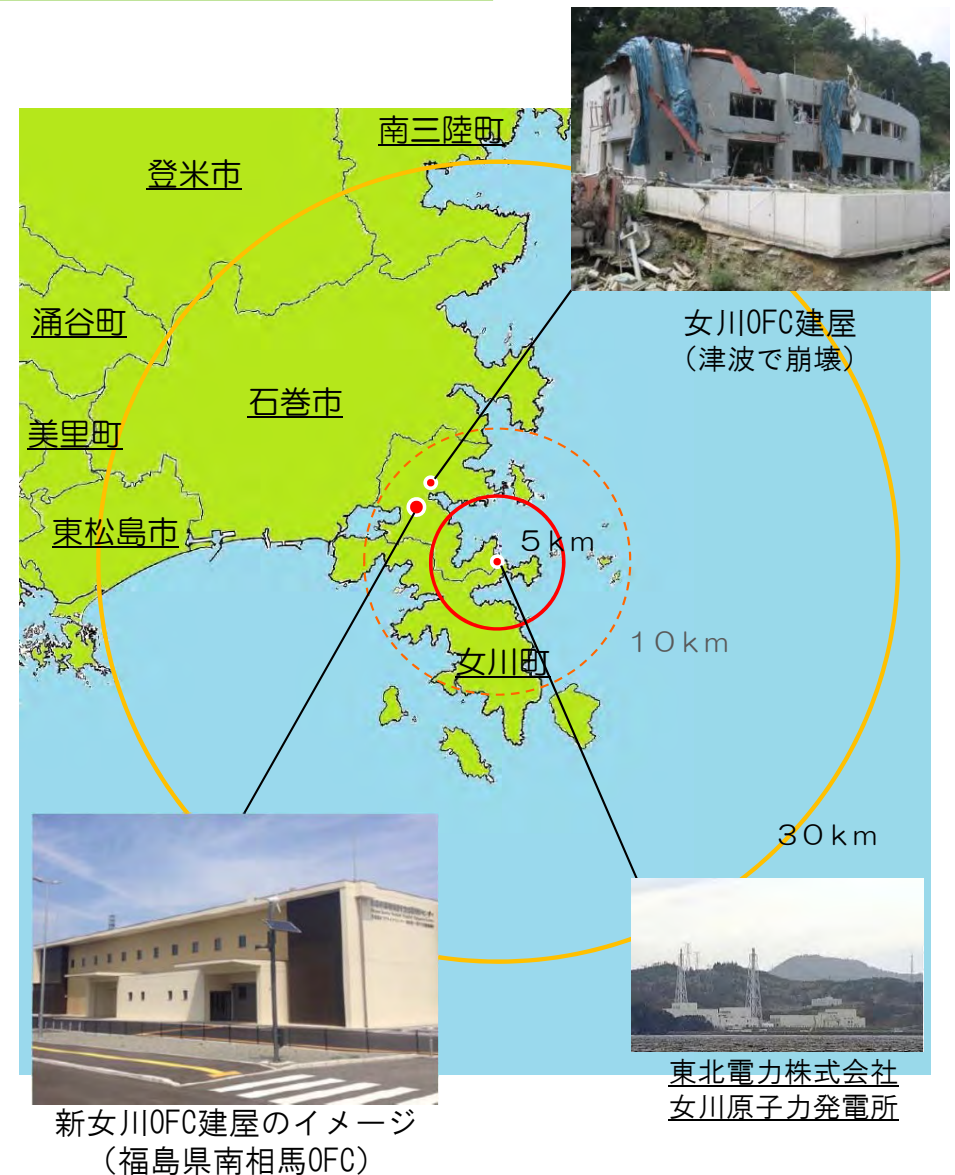 南三陸町
登米市
女川OFC建屋
（津波で崩壊）
涌谷町
石巻市
美里町
東松島市
５ｋｍ
１０ｋｍ
女川町
３０ｋｍ
東北電力株式会社
女川原子力発電所
新女川OFC建屋のイメージ
（福島県南相馬OFC）